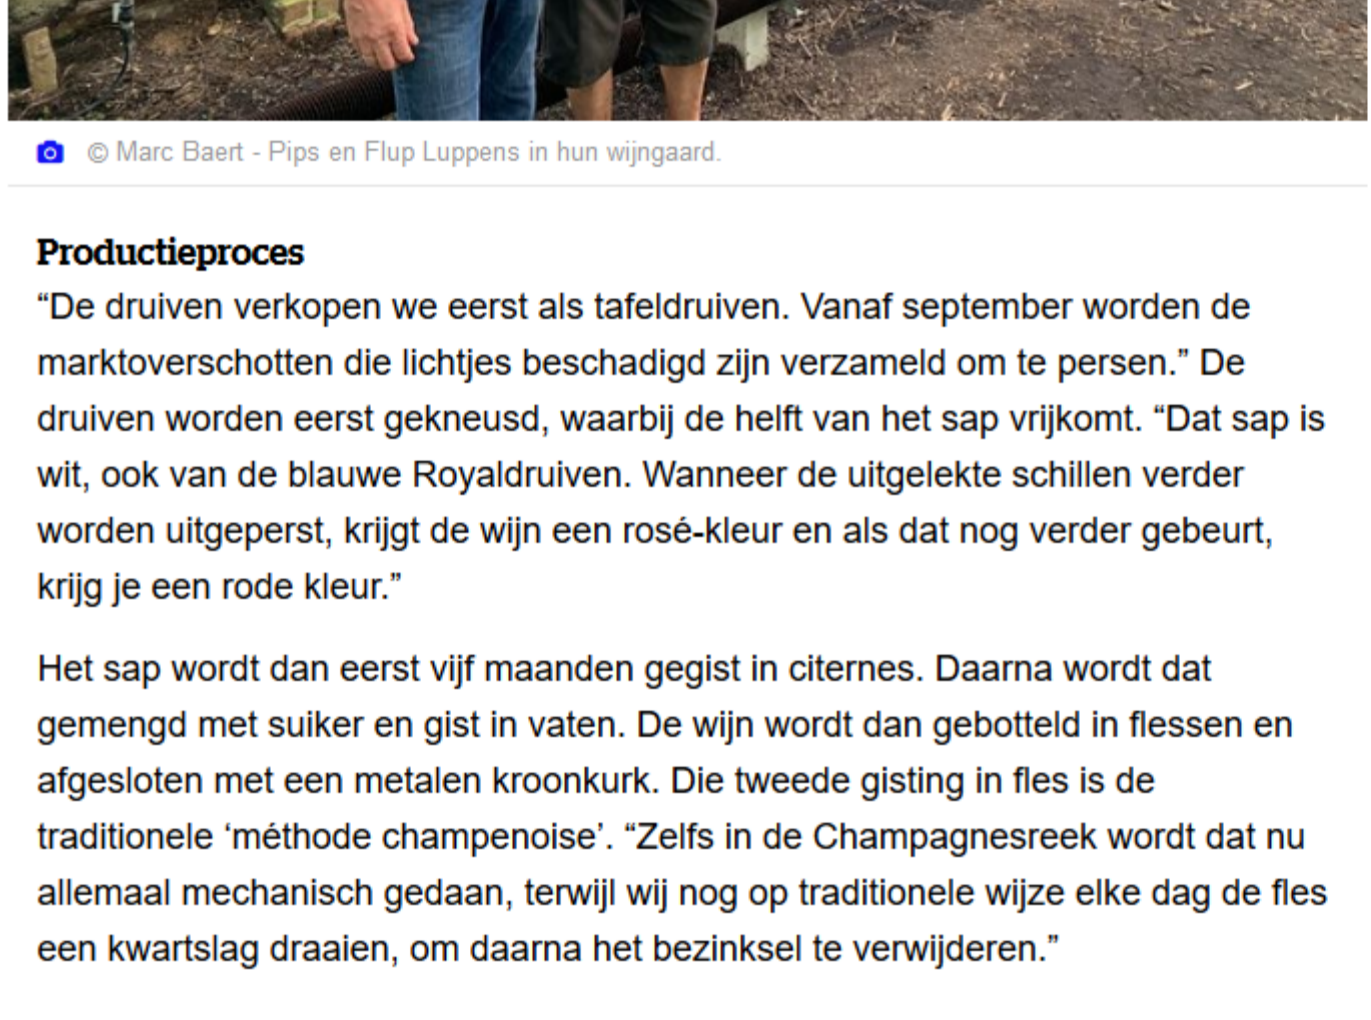 © Marc Baert - Pips en Flup Luppens in hun wijngaard.
Productieproces
“De druiven verkopen we eerst als tafeldruiven. Vanaf september worden de
marktoverschotten die lichtjes beschadigd zijn verzameld om te persen.” De
druiven worden eerst gekneusd, waarbij de helft van het sap vrijkomt. “Dat sap is
wit, ook van de blauwe Royaldruiven. Wanneer de uitgelekte schillen verder
worden uitgeperst, krijgt de wijn een rosé-kleur en als dat nog verder gebeurt,
krijg je een rode kleur.”
Het sap wordt dan eerst vijf maanden gegist in citernes. Daarna wordt dat
gemengd met suiker en gist in vaten. De wijn wordt dan gebotteld in flessen en
afgesloten met een metalen kroonkurk. Die tweede gisting in fles is de
traditionele ‘méthode champenoise’. “Zelfs in de Champagnesreek wordt dat nu
allemaal mechanisch gedaan, terwijl wij nog op traditionele wijze elke dag de fles
een kwartslag draaien, om daarna het bezinksel te verwijderen.”